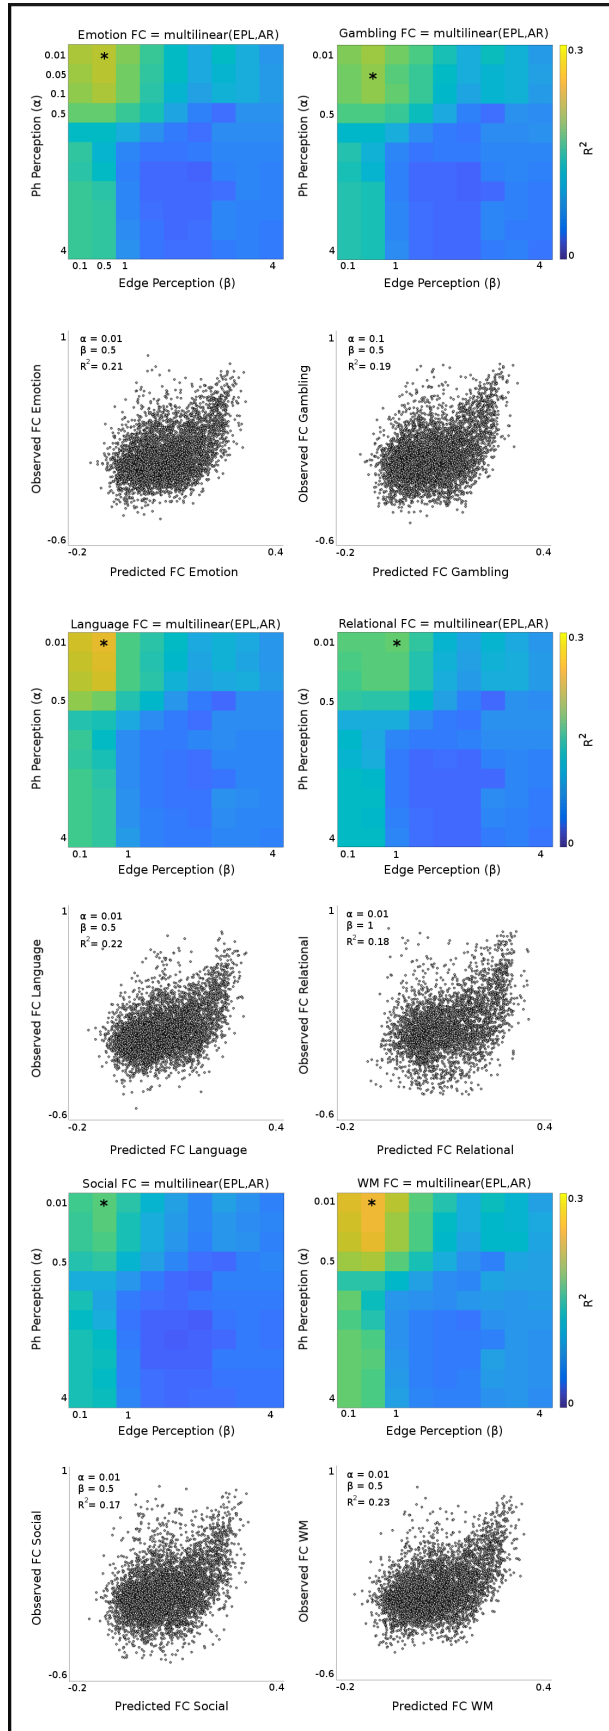 Emotion FC = multilinear(EPL,AR)
Gambling FC = multilinear(EPL,AR)
Ph Perception (α)
0.01
0.05
0.1
0.5
4
*
0.1 0.5 1 4
Edge Perception (β)
Ph Perception (α)
0.01
0.5
4
*
0.1 1 4
Edge Perception (β)
0.3
R²
0
Observed FC Emotion
1
-0.6
α = 0.01
β = 0.5
R²= 0.21
-0.2 0.4
Predicted FC Emotion
Observed FC Gambling
1
-0.6
α = 0.1
β = 0.5
R²= 0.19
-0.2 0.4
Predicted FC Gambling
Language FC = multilinear(EPL,AR)
Relational FC = multilinear(EPL,AR)
Ph Perception (α)
0.01
0.5
4
*
0.1 1 4
Edge Perception (β)
Ph Perception (α)
0.01
0.5
4
*
0.1 1 4
Edge Perception (β)
0.3
R²
0
Observed FC Language
1
-0.6
α = 0.01
β = 0.5
R²= 0.22
-0.2 0.4
Predicted FC Language
Observed FC Relational
1
-0.6
α = 0.01
β = 1
R²= 0.18
-0.2 0.4
Predicted FC Relational
Social FC = multilinear(EPL,AR)
WM FC = multilinear(EPL,AR)
Ph Perception (α)
0.01
0.5
4
*
0.1 1 4
Edge Perception (β)
Ph Perception (α)
0.01
0.5
4
*
0.1 1 4
Edge Perception (β)
0.3
R²
0
Observed FC Social
1
-0.6
α = 0.01
β = 0.5
R²= 0.17
-0.2 0.4
Predicted FC Social
Observed FC WM
1
-0.6
α = 0.01
β = 0.5
R²= 0.23
-0.2 0.4
Predicted FC WM